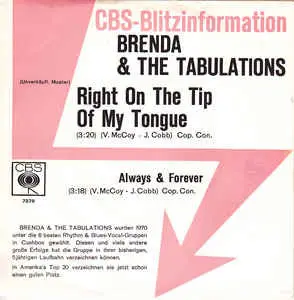 CBS-Blitzinformation
BRENDA
& THE TABULATIONS
(Unverkäufl. Muster)
Right On The Tip
Of My Tongue
(3:20) (V. McCoy - J. Cobb) Cop. Con.
Always & Forever
(3:18) (V. McCoy - J. Cobb) Cop. Con.
CBS
7279
BRENDA & THE TABULATIONS wurden 1970
unter die 6 besten Rhythm & Blues-Vocal-Gruppen
in Cashbox gewählt. Diesen und viele andere
große Erfolge hat die Gruppe in ihrer bisherigen,
5jährigen Laufbahn verzeichnen können.
In Amerika's Top 20 verzeichnen sie jetzt schon
einen guten Platz.